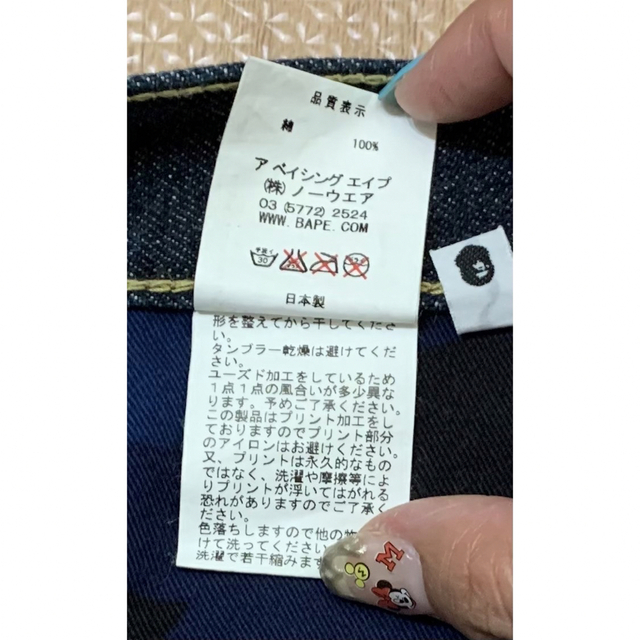 品質表示
綿 100%
ア ベイシング エイプ
(株) ノーウエア
03 (5772) 2524
WWW. BAPE. COM
手洗イ
30
日本製
形を整えてから干してくださ
い。
タンブラー乾燥は避けてくだ
さい。
ユーズド加工をしているため
1点1点の風合いが多少異な
ります。予めご了承ください。
この製品はプリント加工をし
ておりますのでプリント部分
のアイロンはお避けください。
又、プリントは永久的なもの
ではなく、洗濯や摩擦等によ
りプリントが浮いてはがれる
恐れがありますのでご了承くだ
さい。
色落ちしますので他の物
けて洗ってください。
洗濯で若干縮みます
M